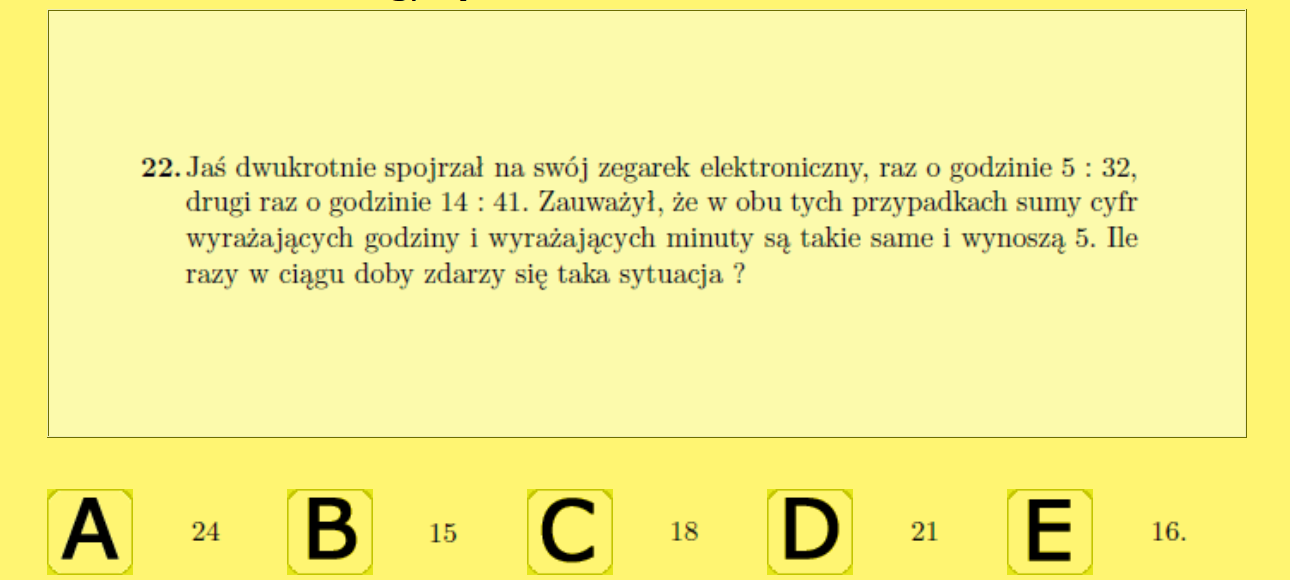 22. Jaś dwukrotnie spojrzał na swój zegarek elektroniczny, raz o godzinie 5 : 32,
drugi raz o godzinie 14 : 41. Zauważył, że w obu tych przypadkach sumy cyfr
wyrażających godziny i wyrażających minuty są takie same i wynoszą 5. Ile
razy w ciągu doby zdarzy się taka sytuacja ?
A 24 B 15 C 18 D 21 E 16.